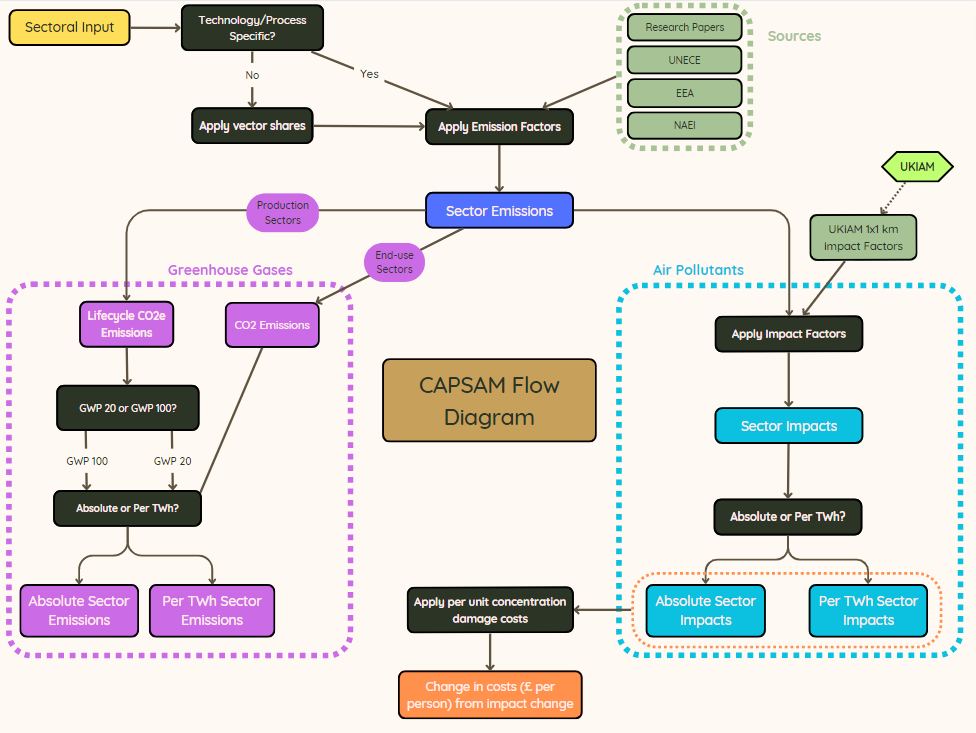 Sectoral Input
Technology/Process
Specific?
Research Papers
Sources
UNECE
EEA
NAEI
No
Yes
Apply vector shares
Apply Emission Factors
UKIAM
Production
Sectors
Sector Emissions
UKIAM 1x1 km
Impact Factors
End-use
Sectors
Greenhouse Gases
Air Pollutants
Lifecycle CO2e
Emissions
CO2 Emissions
Apply Impact Factors
CAPSAM Flow
Diagram
GWP 20 or GWP 100?
Sector Impacts
GWP 100
GWP 20
Absolute or Per TWh?
Absolute or Per TWh?
Absolute Sector
Emissions
Per TWh Sector
Emissions
Apply per unit concentration
damage costs
Absolute Sector
Impacts
Per TWh Sector
Impacts
Change in costs (£ per
person) from impact change